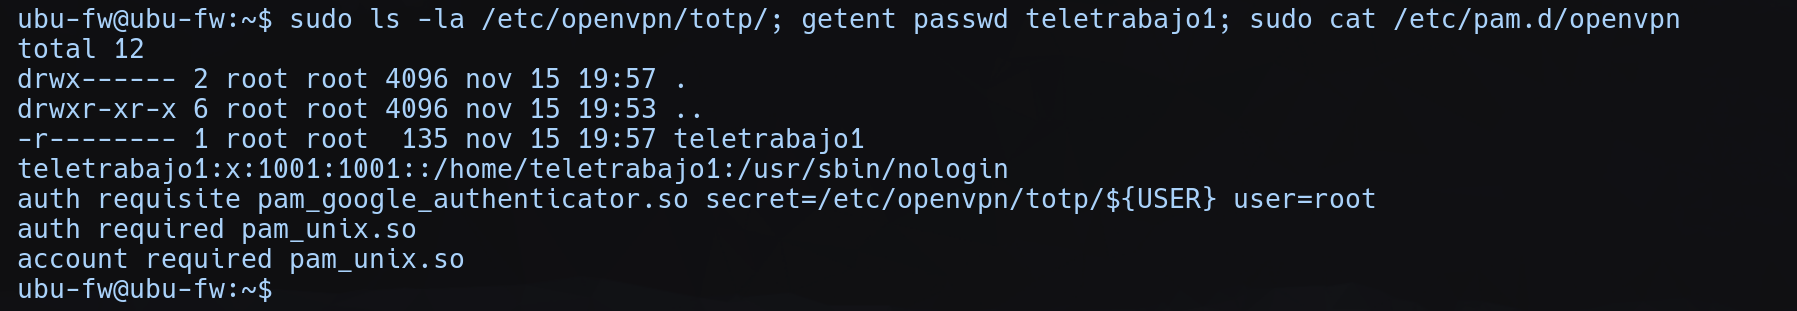 ubu-fw@ubu-fw:~$ sudo ls -la /etc/openvpn/totp/; getent passwd teletrabajo1; sudo cat /etc/pam.d/openvpn
total 12
drwx------ 2 root root 4096 nov 15 19:57 .
drwxr-xr-x 6 root root 4096 nov 15 19:53 ..
-r-------- 1 root root  135 nov 15 19:57 teletrabajo1
teletrabajo1:x:1001:1001::/home/teletrabajo1:/usr/sbin/nologin
auth requisite pam_google_authenticator.so secret=/etc/openvpn/totp/${USER} user=root
auth required pam_unix.so
account required pam_unix.so
ubu-fw@ubu-fw:~$